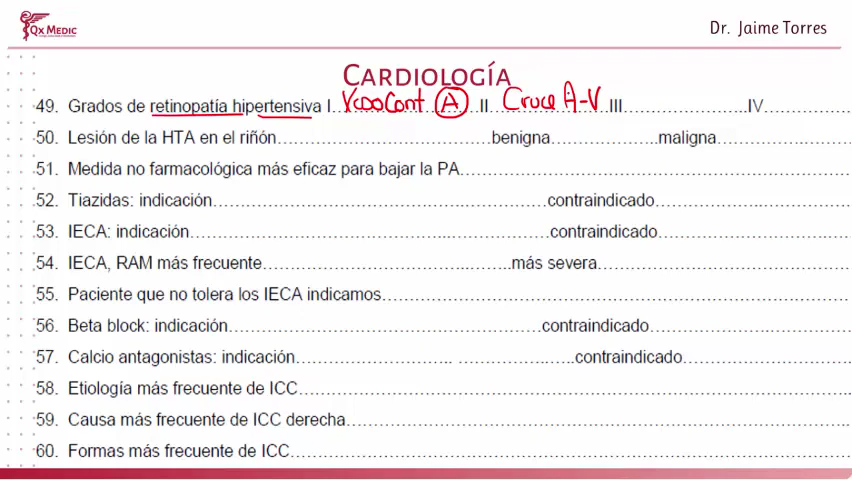 Qx MEDIC
Dr. Jaime Torres
CARDIOLOGÍA
49. Grados de retinopatía hipertensiva I. VasoCont A II Cruce A-V III..............................IV......................
50. Lesión de la HTA en el riñón.............................................benigna......................maligna......................
51. Medida no farmacológica más eficaz para bajar la PA................................................................
52. Tiazidas: indicación..............................................................contraindicado................................
53. IECA: indicación..................................................................contraindicado................................
54. IECA, RAM más frecuente..............................................más severa........................................
55. Paciente que no tolera los IECA indicamos................................................................................
56. Beta block: indicación..........................................................contraindicado................................
57. Calcio antagonistas: indicación...............................................contraindicado............................
58. Etiología más frecuente de ICC................................................................................................
59. Causa más frecuente de ICC derecha........................................................................................
60. Formas más frecuente de ICC..................................................................................................